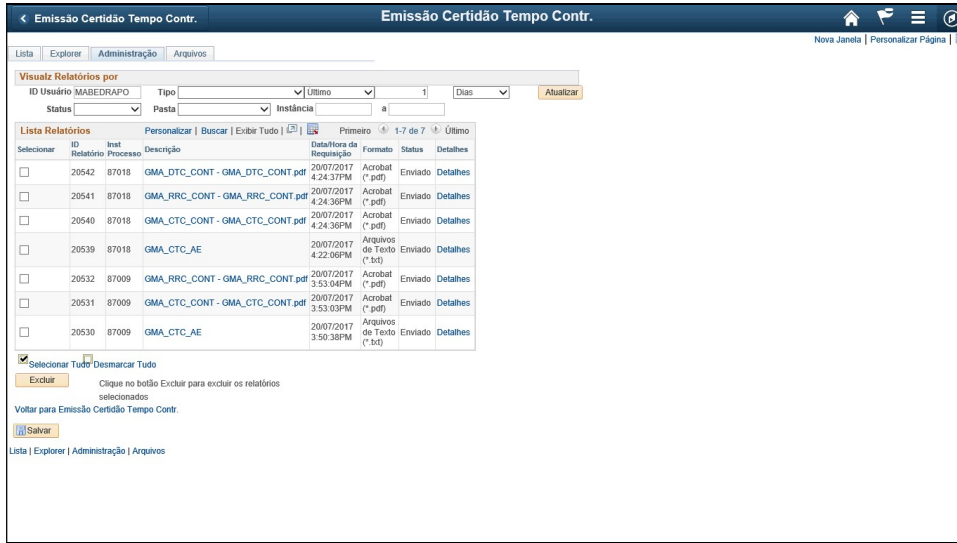 Emissão Certidão Tempo Contr. Emissão Certidão Tempo Contr.
Nova Janela | Personalizar Página |
Lista Explorer Administração Arquivos
Visualz Relatórios por
ID Usuário MABEDRAPO Tipo Último 1 Dias Atualizar
Status Pasta Instância a
Lista Relatórios Personalizar | Buscar | Exibir Tudo | | Primeiro 1-7 de 7 Último
Selecionar ID Relatório Inst Processo Descrição Data/Hora da Requisição Formato Status Detalhes
20542 87018 GMA_DTC_CONT - GMA_DTC_CONT.pdf 20/07/2017 4:24:37PM Acrobat (*.pdf) Enviado Detalhes
20541 87018 GMA_RRC_CONT - GMA_RRC_CONT.pdf 20/07/2017 4:24:36PM Acrobat (*.pdf) Enviado Detalhes
20540 87018 GMA_CTC_CONT - GMA_CTC_CONT.pdf 20/07/2017 4:24:36PM Acrobat (*.pdf) Enviado Detalhes
20539 87018 GMA_CTC_AE 20/07/2017 4:22:06PM Arquivos de Texto (*.txt) Enviado Detalhes
20532 87009 GMA_RRC_CONT - GMA_RRC_CONT.pdf 20/07/2017 3:53:04PM Acrobat (*.pdf) Enviado Detalhes
20531 87009 GMA_CTC_CONT - GMA_CTC_CONT.pdf 20/07/2017 3:53:03PM Acrobat (*.pdf) Enviado Detalhes
20530 87009 GMA_CTC_AE 20/07/2017 3:50:38PM Arquivos de Texto (*.txt) Enviado Detalhes
Selecionar Tudo Desmarcar Tudo
Excluir Clique no botão Excluir para excluir os relatórios
selecionados
Voltar para Emissão Certidão Tempo Contr.
Salvar
Lista | Explorer | Administração | Arquivos